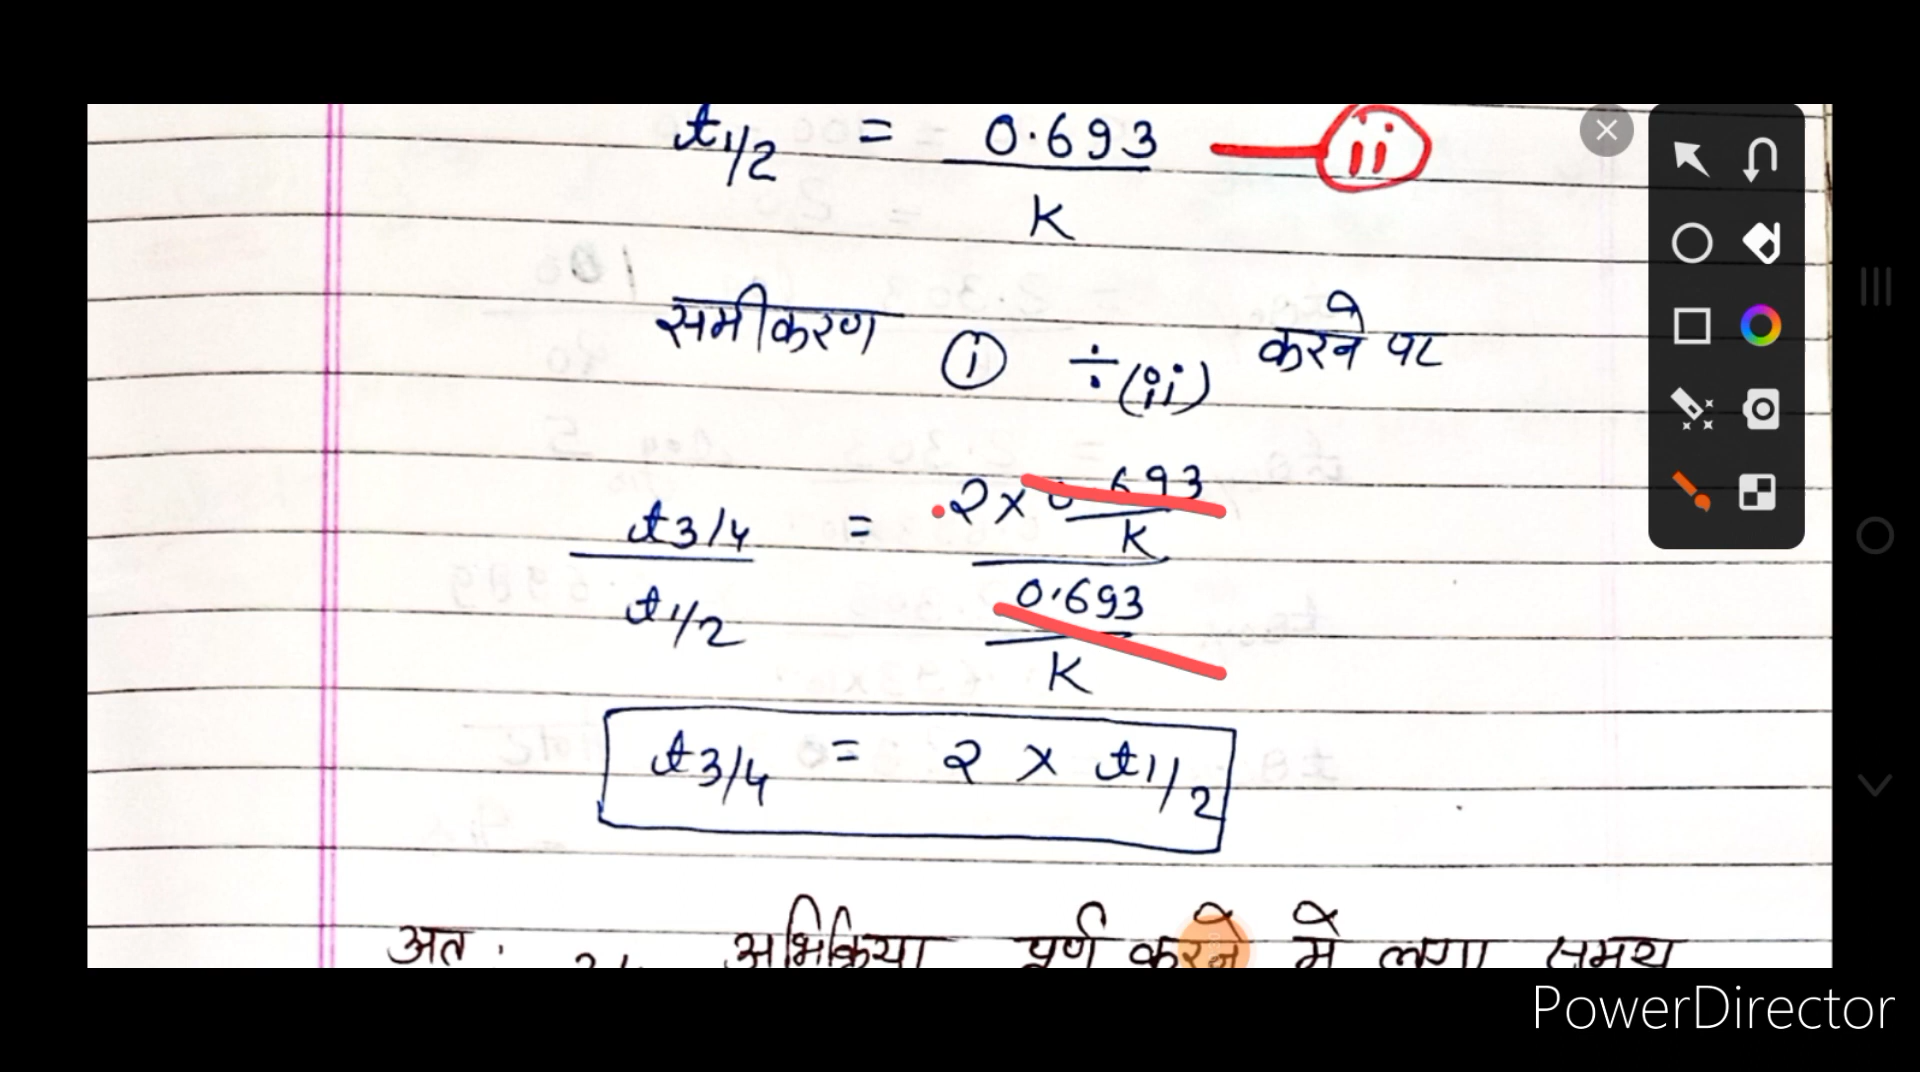 t1/2 = 0.693 — ii
K
समीकरण (i) ÷ (ii) करने पर
t3/4 = 2 x 0.693
K
t1/2 0.693
K
t3/4 = 2 x t1/2
अत. अभिक्रिया पूर्ण करने मे लगा समय
PowerDirector